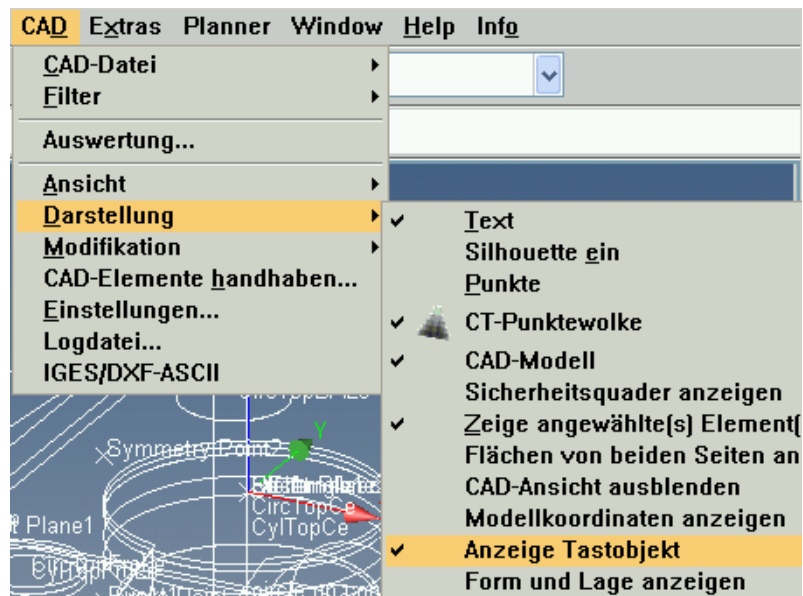 CAD Extras Planner Window Help Info
CAD-Datei
Filter
Auswertung...
Ansicht
Darstellung
Modifikation
CAD-Elemente handhaben...
Einstellungen...
Logdatei...
IGES/DXF-ASCII
Text
Silhouette ein
Punkte
CT-Punktewolke
CAD-Modell
Sicherheitsquader anzeigen
Zeige angewählte(s) Element(
Flächen von beiden Seiten an
CAD-Ansicht ausblenden
Modellkoordinaten anzeigen
Anzeige Tastobjekt
Form und Lage anzeigen
Y
Symmetry Point2
CircTopCe
Plane1
CylTopCe